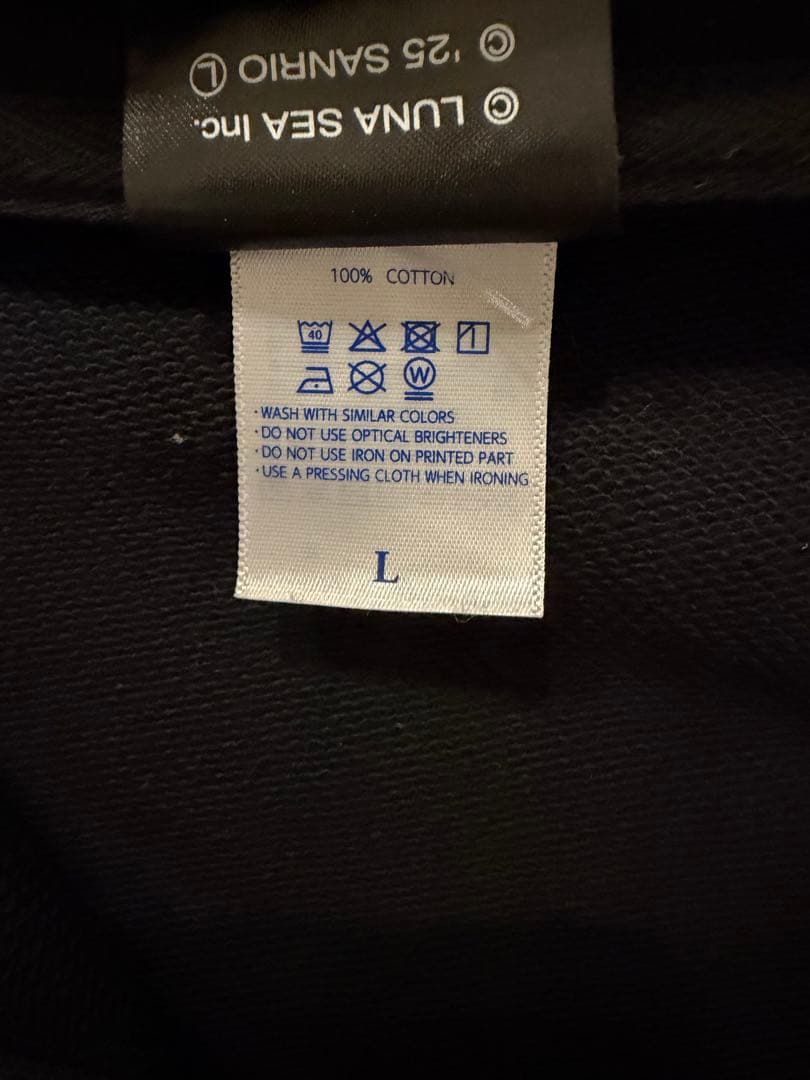 © '25 SANRIO Ⓛ
© LUNA SEA Inc.
100% COTTON
40
W
·WASH WITH SIMILAR COLORS
·DO NOT USE OPTICAL BRIGHTENERS
·DO NOT USE IRON ON PRINTED PART
·USE A PRESSING CLOTH WHEN IRONING
L